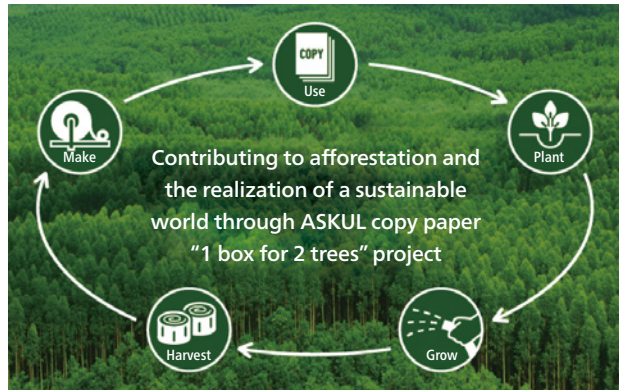 COPY
Use
Make
Plant
Contributing to afforestation and
the realization of a sustainable
world through ASKUL copy paper
“1 box for 2 trees” project
Harvest
Grow